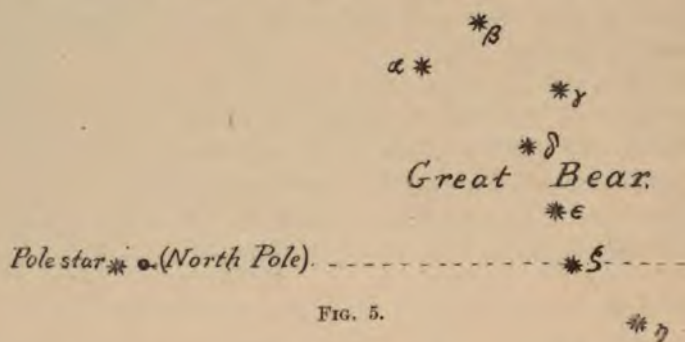 β
α
γ
δ
Great Bear.
ε
Pole star (North Pole) ζ
FIG. 5.
η